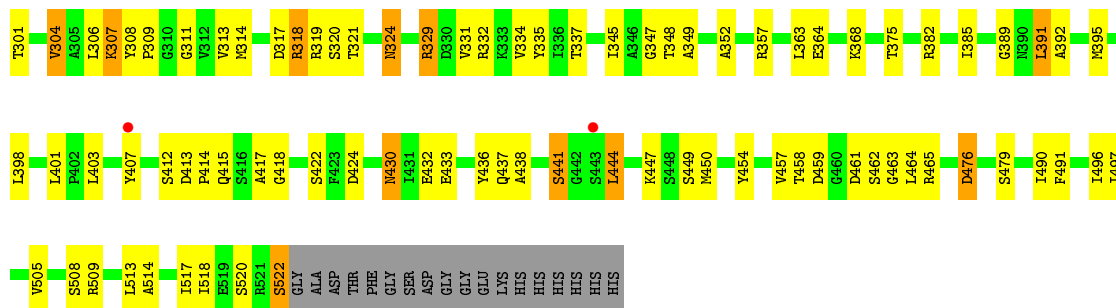 T301 V304 A305 L306 K307 Y308 P309 G310 G311 V312 V313 M314 D317 R318 R319 S320 T321 N324 R329 D330 V331 R332 K333 V334 Y335 I336 T337 I345 A346 G347 T348 A349 A352 R357 L363 E364 K368 T375 R382 I385 G389 N390 L391 A392 M395
L398 L401 P402 L403 Y407 S412 D413 P414 Q415 S416 A417 G418 S422 F423 D424 N430 I431 E432 E433 Y436 Q437 A438 S441 G442 S443 L444 K447 S448 S449 M450 Y454 V457 T458 D459 G460 D461 S462 G463 L464 R465 D476 S479 I490 F491 I496
V505 S508 R509 L513 A514 I517 I518 E519 S520 R521 S522 GLY ALA ASP THR PHE GLY SER ASP GLY GLY GLU LYS HIS HIS HIS HIS HIS HIS